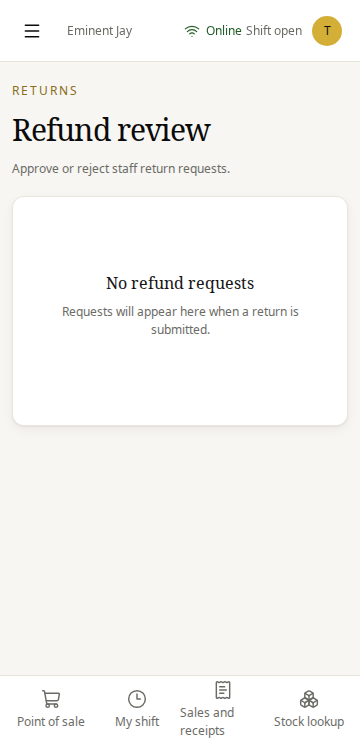 Eminent Jay
Online Shift open
T
RETURNS
Refund review
Approve or reject staff return requests.
No refund requests
Requests will appear here when a return is
submitted.
Point of sale
My shift
Sales and
receipts
Stock lookup